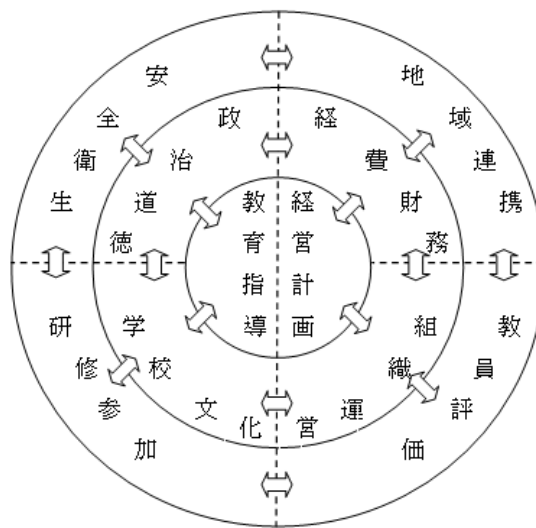 安全衛生
地域連携
政治道徳
経費財務
教育指導
経営計画
学校文化
組織運営
研修参加
教員評価